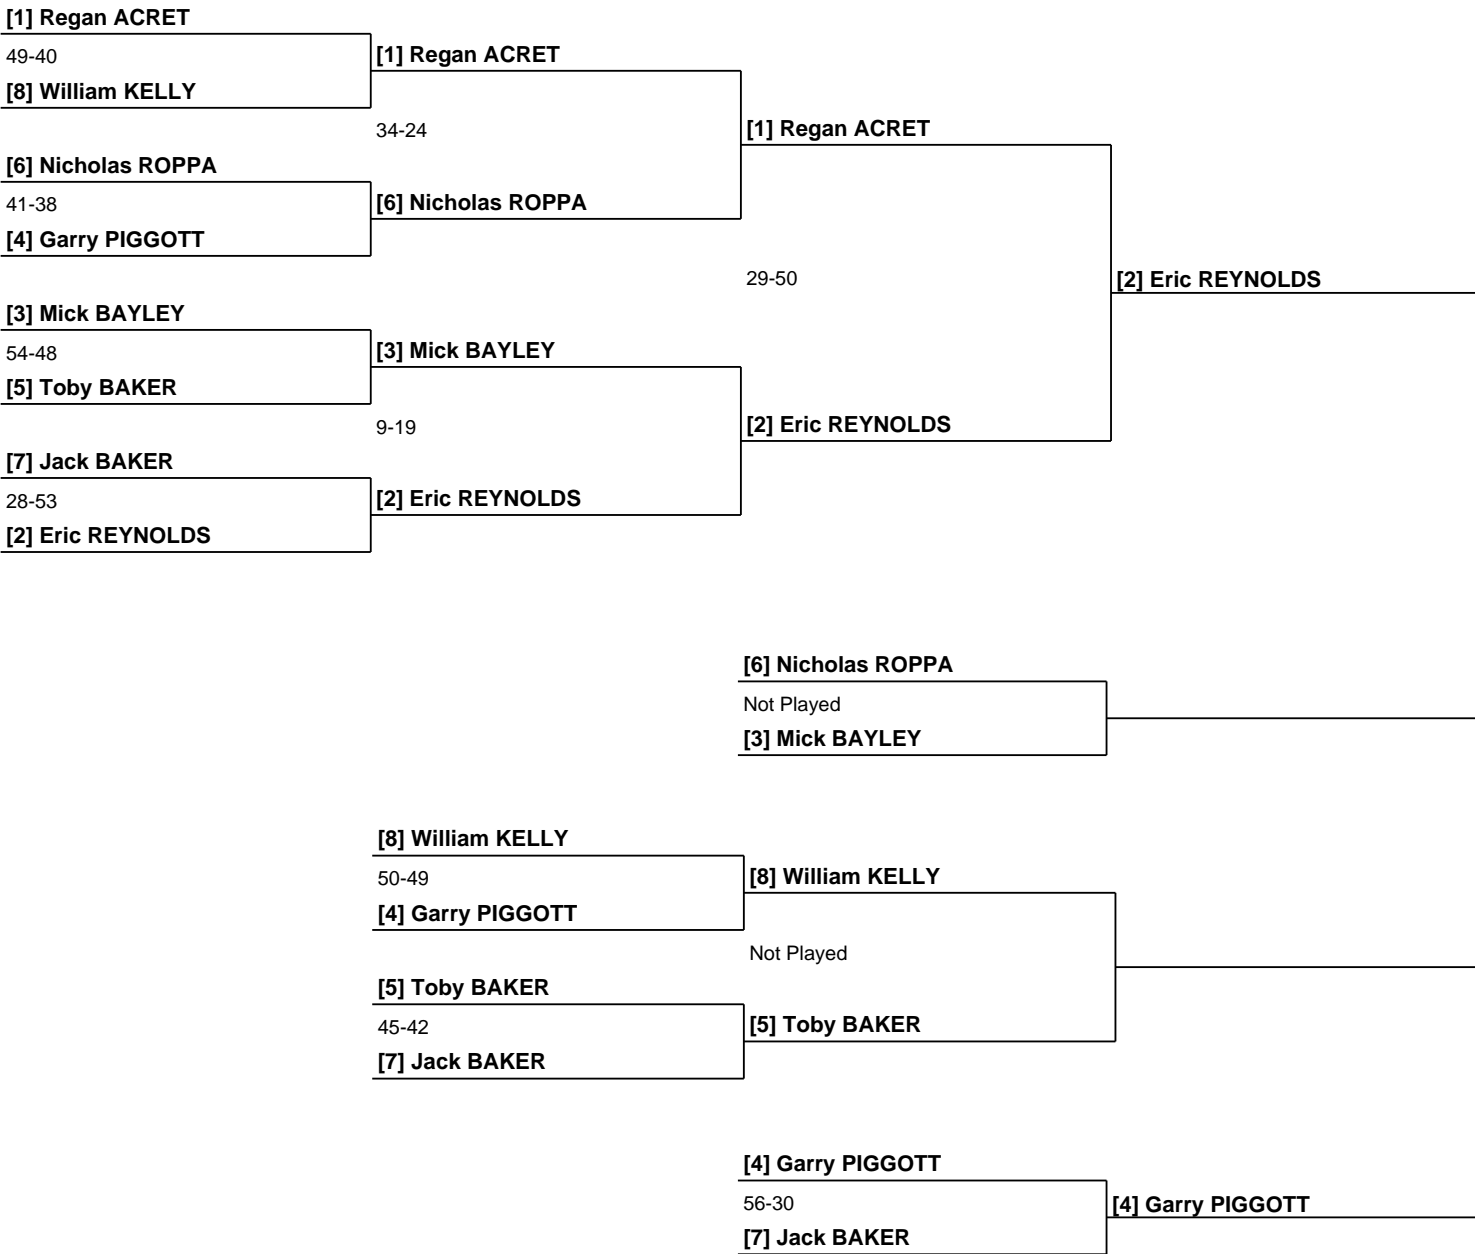 [1] Regan ACRET
49-40
[8] William KELLY
[1] Regan ACRET
34-24
[6] Nicholas ROPPA
41-38
[4] Garry PIGGOTT
[6] Nicholas ROPPA
[1] Regan ACRET
29-50
[2] Eric REYNOLDS
[3] Mick BAYLEY
54-48
[5] Toby BAKER
[3] Mick BAYLEY
9-19
[2] Eric REYNOLDS
[7] Jack BAKER
28-53
[2] Eric REYNOLDS
[2] Eric REYNOLDS
[6] Nicholas ROPPA
Not Played
[3] Mick BAYLEY
[8] William KELLY
50-49
[4] Garry PIGGOTT
[8] William KELLY
Not Played
[5] Toby BAKER
45-42
[7] Jack BAKER
[5] Toby BAKER
[4] Garry PIGGOTT
56-30
[7] Jack BAKER
[4] Garry PIGGOTT